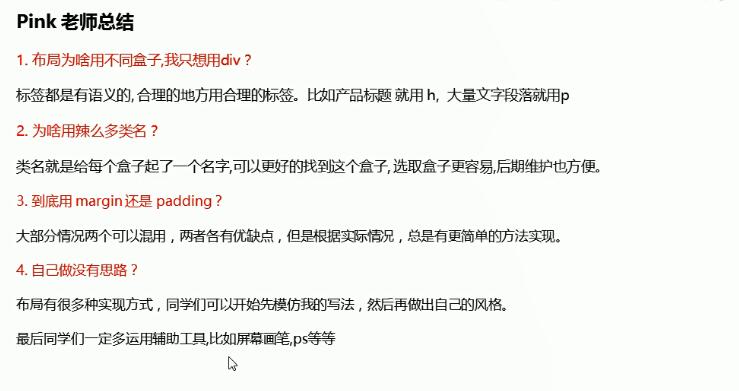 Pink 老师总结
1. 布局为啥用不同盒子,我只想用div？
标签都是有语义的, 合理的地方用合理的标签。比如产品标题 就用 h, 大量文字段落就用p
2. 为啥用辣么多类名？
类名就是给每个盒子起了一个名字,可以更好的找到这个盒子, 选取盒子更容易,后期维护也方便。
3. 到底用 margin 还是 padding？
大部分情况两个可以混用，两者各有优缺点，但是根据实际情况，总是有更简单的方法实现。
4. 自己做没有思路？
布局有很多种实现方式，同学们可以开始先模仿我的写法，然后再做出自己的风格。
最后同学们一定多运用辅助工具,比如屏幕画笔,ps等等